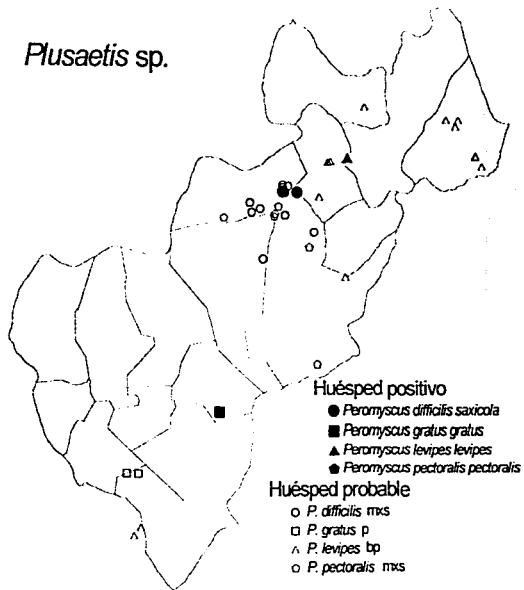 Plusaetis sp.
Huésped positivo
Peromyscus difficilis saxicola
Peromyscus gratus gratus
Peromyscus levipes levipes
Peromyscus pectoralis pectoralis
Huésped probable
P. difficilis mxs
P. gratus p
P. levipes bp
P. pectoralis mxs